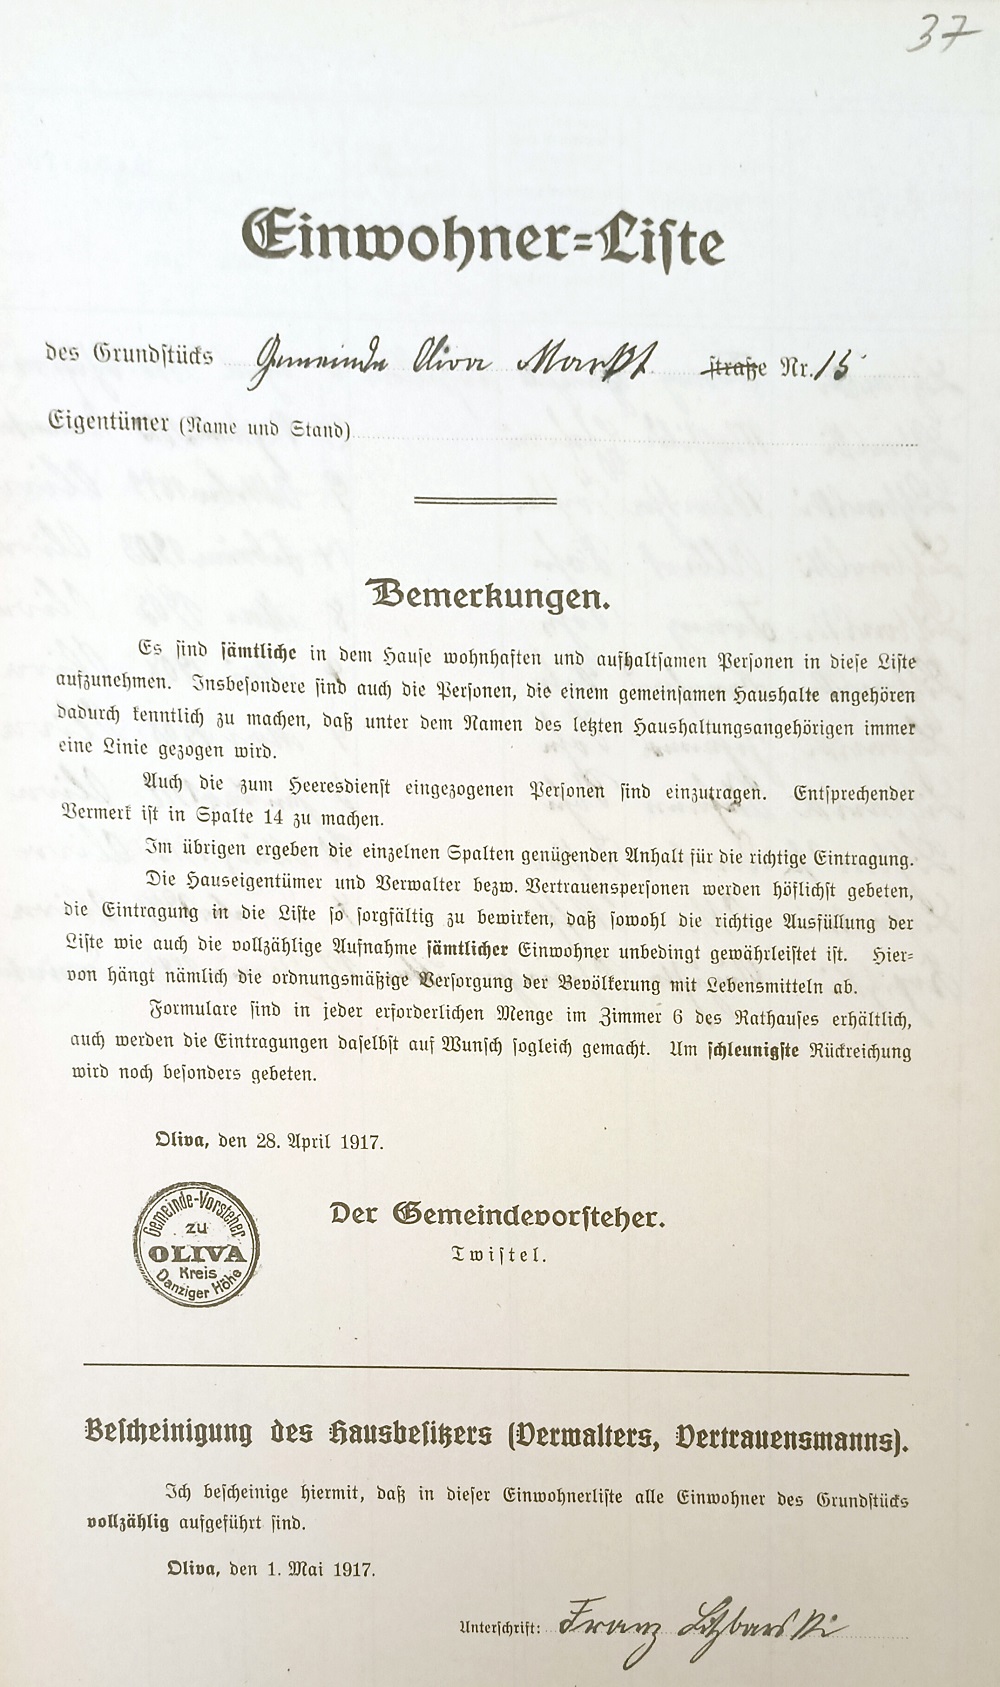 37
Einwohner=Liste
des Grundstücks Gemeinde Oliva Markt straße Nr. 15
Eigentümer (Name und Stand)
Bemerkungen.
Es sind sämtliche in dem Hause wohnhaften und aufhaltsamen Personen in diese Liste
aufzunehmen. Insbesondere sind auch die Personen, die einem gemeinsamen Haushalte angehören
dadurch kenntlich zu machen, daß unter dem Namen des letzten Haushaltungsangehörigen immer
eine Linie gezogen wird.
Auch die zum Heeresdienst eingezogenen Personen sind einzutragen. Entsprechender
Vermerk ist in Spalte 14 zu machen.
Im übrigen ergeben die einzelnen Spalten genügenden Anhalt für die richtige Eintragung.
Die Hauseigentümer und Verwalter bezw. Vertrauenspersonen werden höflichst gebeten,
die Eintragung in die Liste so sorgfältig zu bewirken, daß sowohl die richtige Ausfüllung der
Liste wie auch die vollzählige Aufnahme sämtlicher Einwohner unbedingt gewährleistet ist. Hier=
von hängt nämlich die ordnungsmäßige Versorgung der Bevölkerung mit Lebensmitteln ab.
Formulare sind in jeder erforderlichen Menge im Zimmer 6 des Rathauses erhältlich,
auch werden die Eintragungen daselbst auf Wunsch sogleich gemacht. Um schleunigste Rückreichung
wird noch besonders gebeten.
Oliva, den 28. April 1917.
Gemeinde-Vorsteher
zu
OLIVA
Kreis
Danziger Höhe
Der Gemeindevorsteher.
Twistel.
Bescheinigung des Hausbesitzers (Verwalters, Vertrauensmanns).
Ich bescheinige hiermit, daß in dieser Einwohnerliste alle Einwohner des Grundstücks
vollzählig aufgeführt sind.
Oliva, den 1. Mai 1917.
Unterschrift: Franz Litzbarski